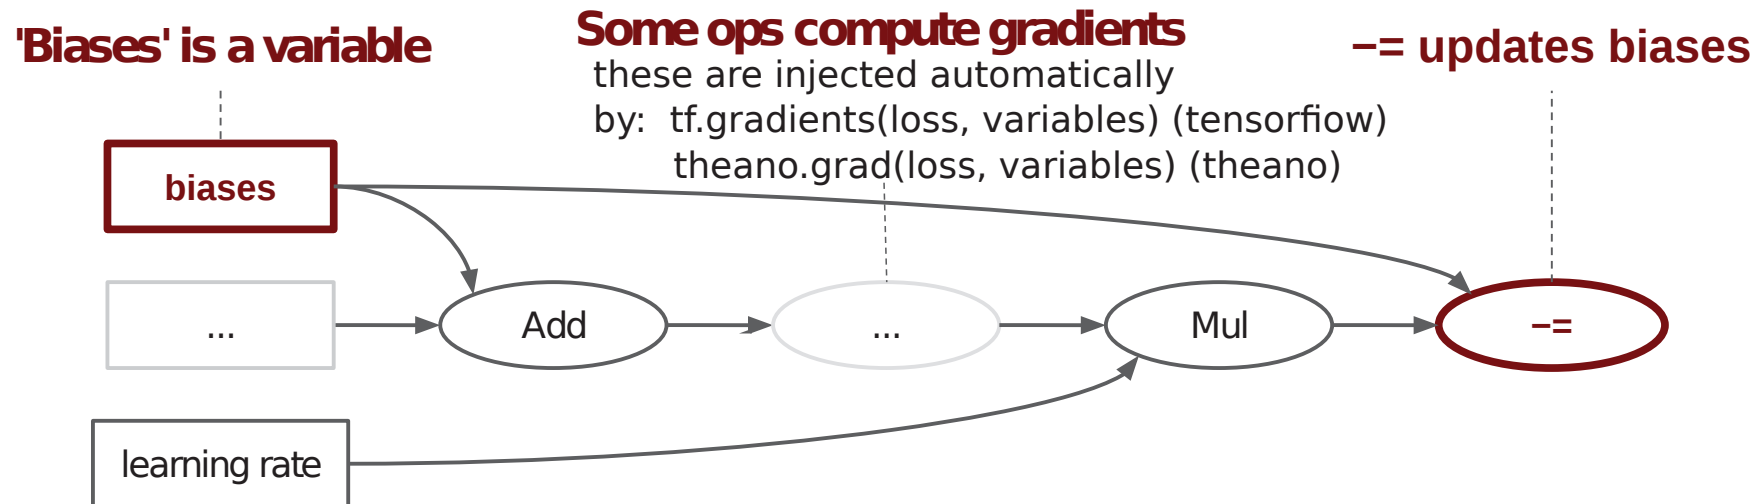 'Biases' is a variable
Some ops compute gradients
−= updates biases
these are injected automatically
by: tf.gradients(loss, variables) (tensorfiow)
theano.grad(loss, variables) (theano)
biases
...
Add
...
Mul
−=
learning rate